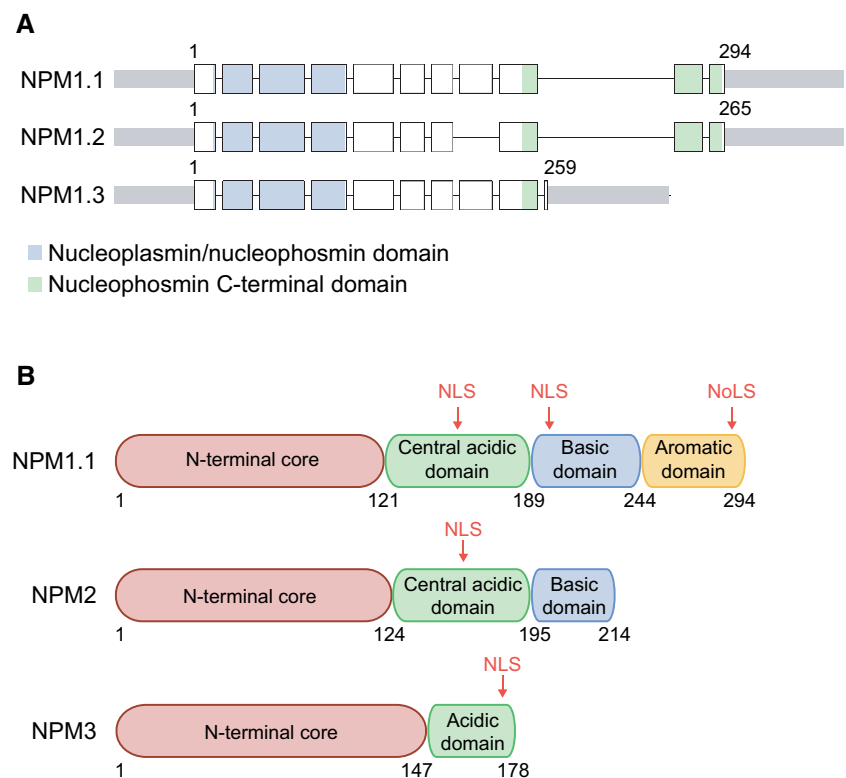 A
1 294
NPM1.1
1 265
NPM1.2
1 259
NPM1.3
Nucleoplasmin/nucleophosmin domain
Nucleophosmin C-terminal domain
B
NLS NLS NoLS
NPM1.1 N-terminal core Central acidic domain Basic domain Aromatic domain
1 121 189 244 294
NLS
NPM2 N-terminal core Central acidic domain Basic domain
1 124 195 214
NLS
NPM3 N-terminal core Acidic domain
1 147 178